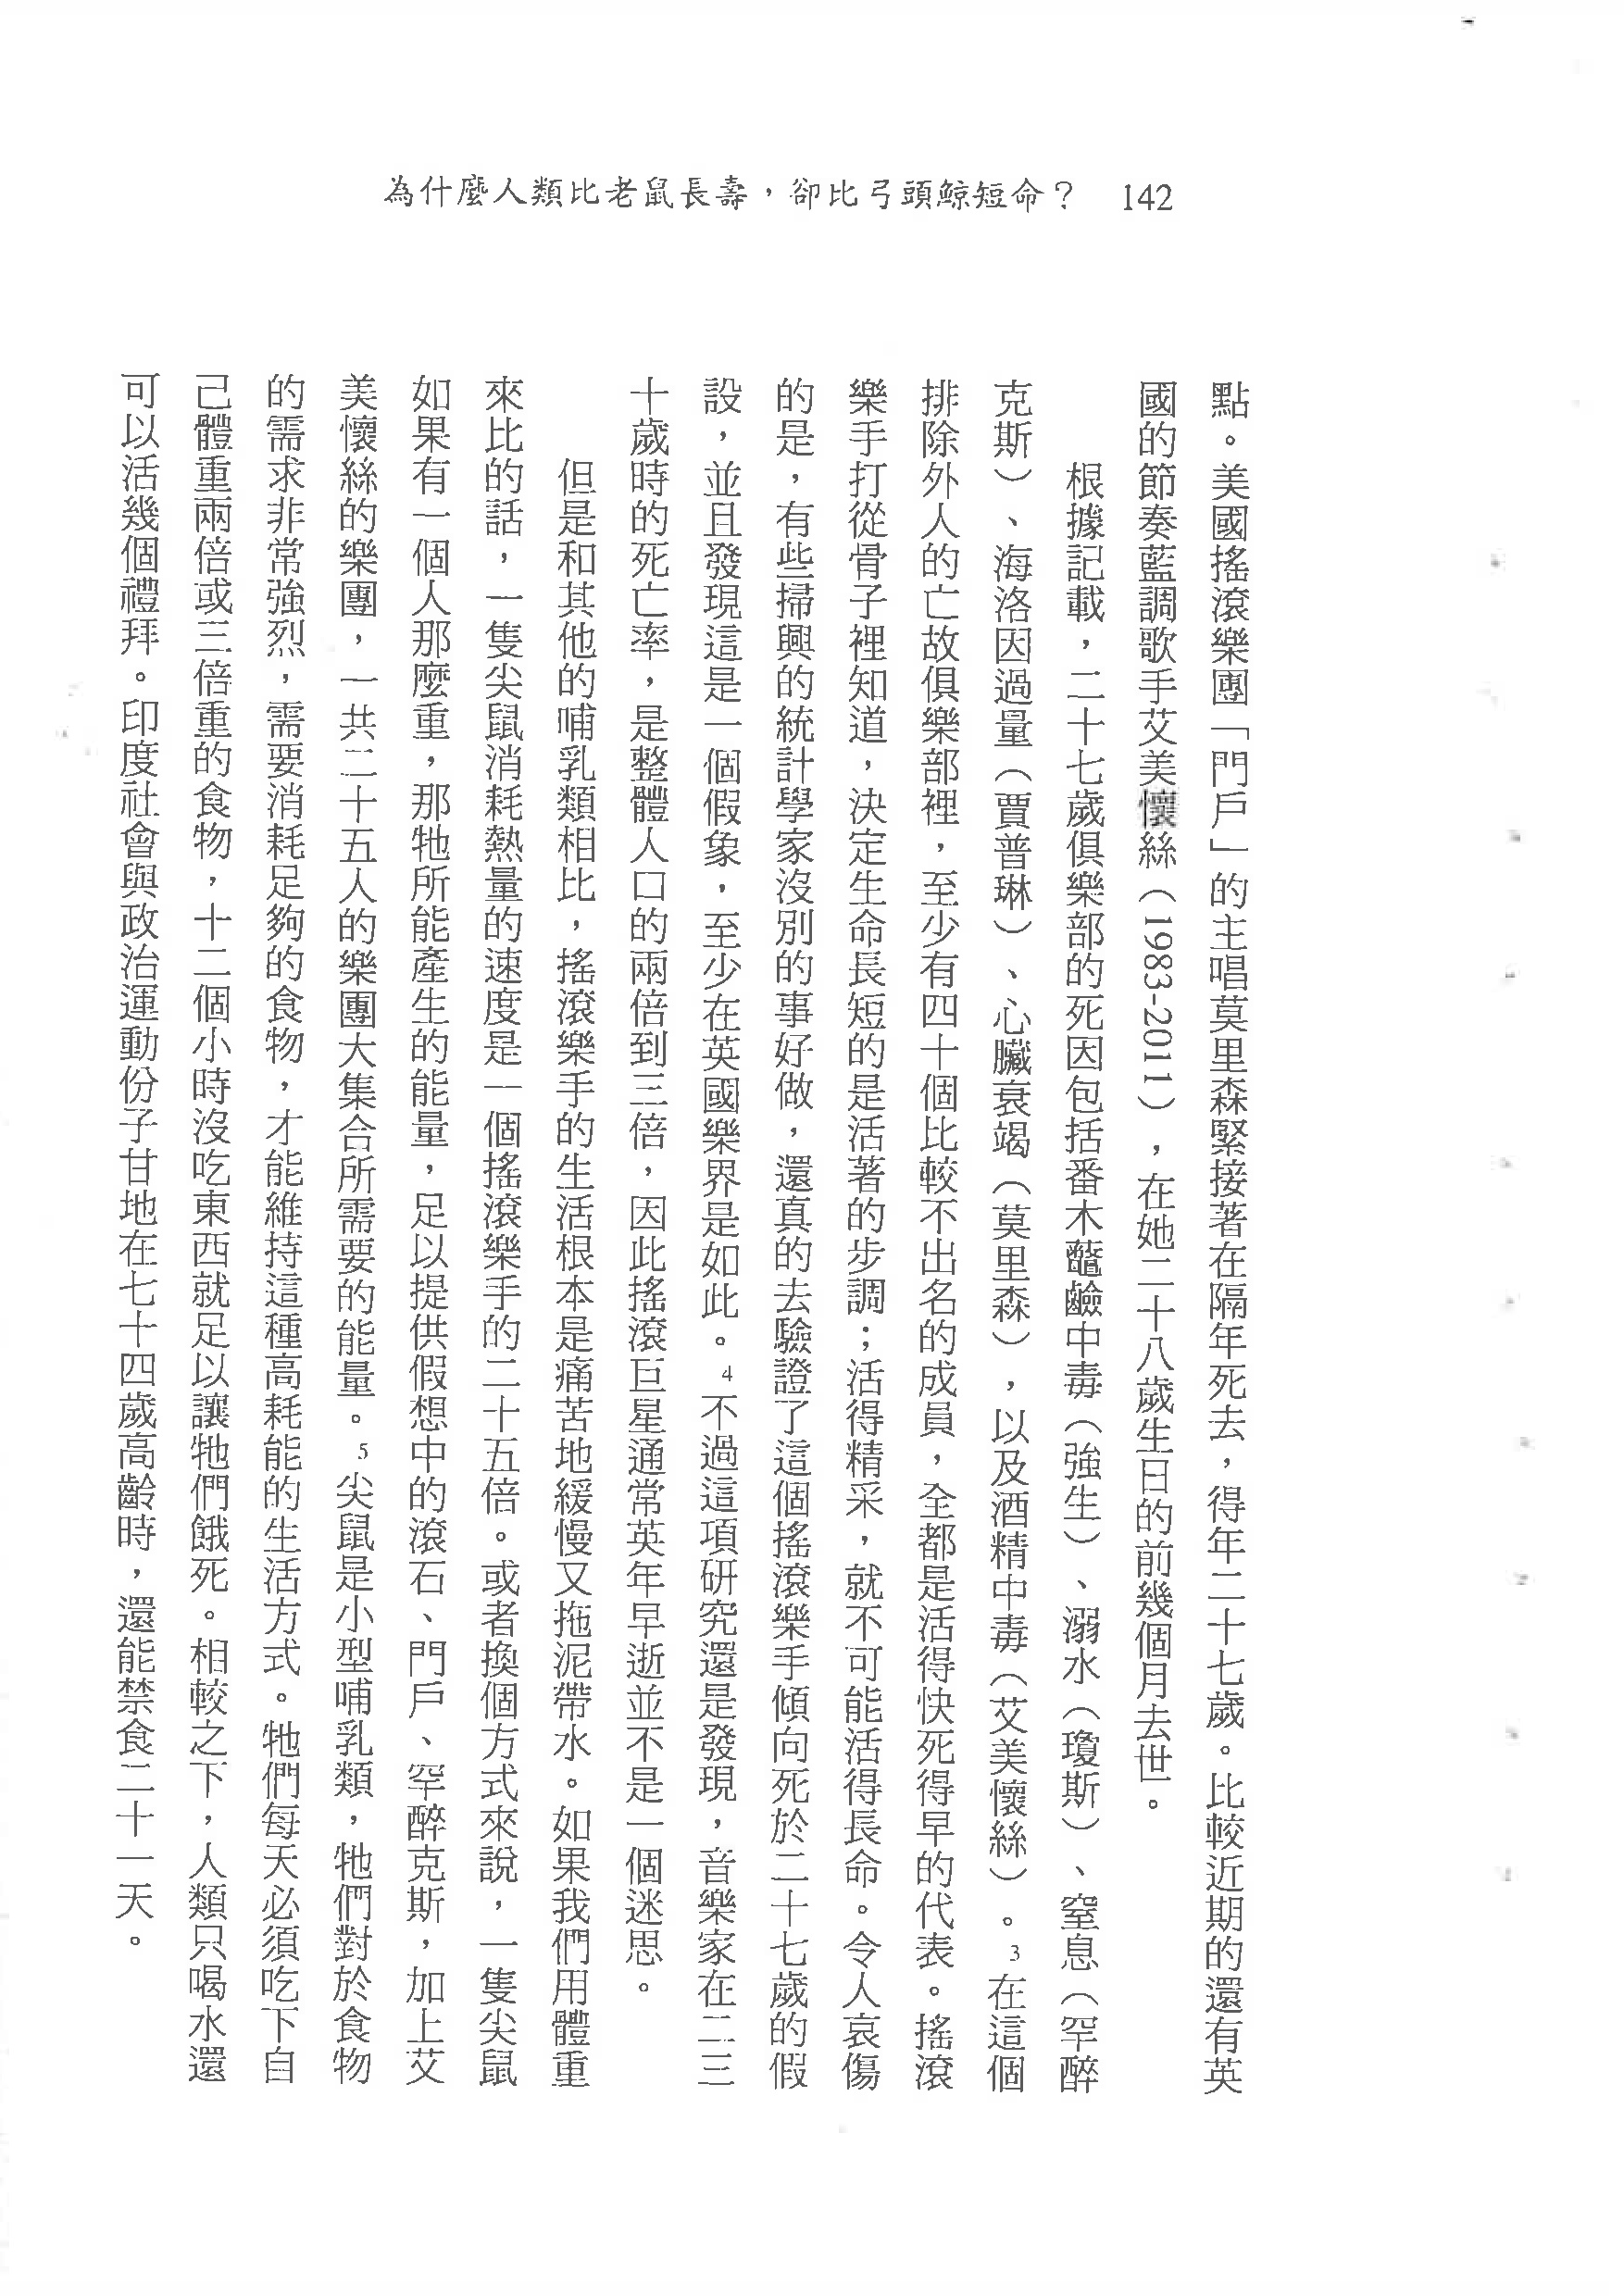 為什麼人類比老鼠長壽，卻比弓頭鯨短命？ 142
點。美國搖滾樂團「門戶」的主唱莫里森緊接著在隔年死去，得年二十七歲。比較近期的還有英
國的節奏藍調歌手艾美懷絲（1983-2011），在她二十八歲生日的前幾個月去世。
根據記載，二十七歲俱樂部的死因包括番木虌鹼中毒（強生）、溺水（瓊斯）、窒息（罕醉
克斯）、海洛因過量（賈普琳）、心臟衰竭（莫里森），以及酒精中毒（艾美懷絲）。3在這個
排除外人的亡故俱樂部裡，至少有四十個比較不出名的成員，全都是活得快死得早的代表。搖滾
樂手打從骨子裡知道，決定生命長短的是活著的步調；活得精采，就不可能活得長命。令人哀傷
的是，有些掃興的統計學家沒別的事好做，還真的去驗證了這個搖滾樂手傾向死於二十七歲的假
設，並且發現這是一個假象，至少在英國樂界是如此。4不過這項研究還是發現，音樂家在二三
十歲時的死亡率，是整體人口的兩倍到三倍，因此搖滾巨星通常英年早逝並不是一個迷思。
但是和其他的哺乳類相比，搖滾樂手的生活根本是痛苦地緩慢又拖泥帶水。如果我們用體重
來比的話，一隻尖鼠消耗熱量的速度是一個搖滾樂手的二十五倍。或者換個方式來說，一隻尖鼠
如果有一個人那麼重，那牠所能產生的能量，足以提供假想中的滾石、門戶、罕醉克斯，加上艾
美懷絲的樂團，一共二十五人的樂團大集合所需要的能量。5尖鼠是小型哺乳類，牠們對於食物
的需求非常強烈，需要消耗足夠的食物，才能維持這種高耗能的生活方式。牠們每天必須吃下自
己體重兩倍或三倍重的食物，十二個小時沒吃東西就足以讓牠們餓死。相較之下，人類只喝水還
可以活幾個禮拜。印度社會與政治運動份子甘地在七十四歲高齡時，還能禁食二十一天。